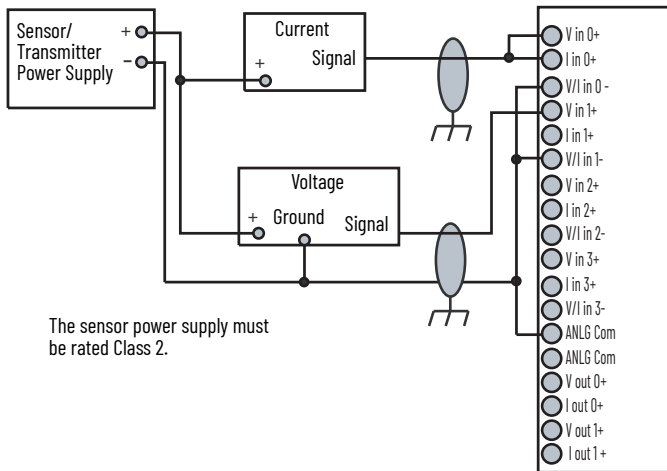 Sensor/
Transmitter
Power Supply
+
-
Current
Signal
+
Voltage
Ground
Signal
+
The sensor power supply must
be rated Class 2.
V in 0+
I in 0+
V/I in 0 -
V in 1+
I in 1+
V/I in 1-
V in 2+
I in 2+
V/I in 2-
V in 3+
I in 3+
V/I in 3-
ANLG Com
ANLG Com
V out 0+
I out 0+
V out 1+
I out 1 +